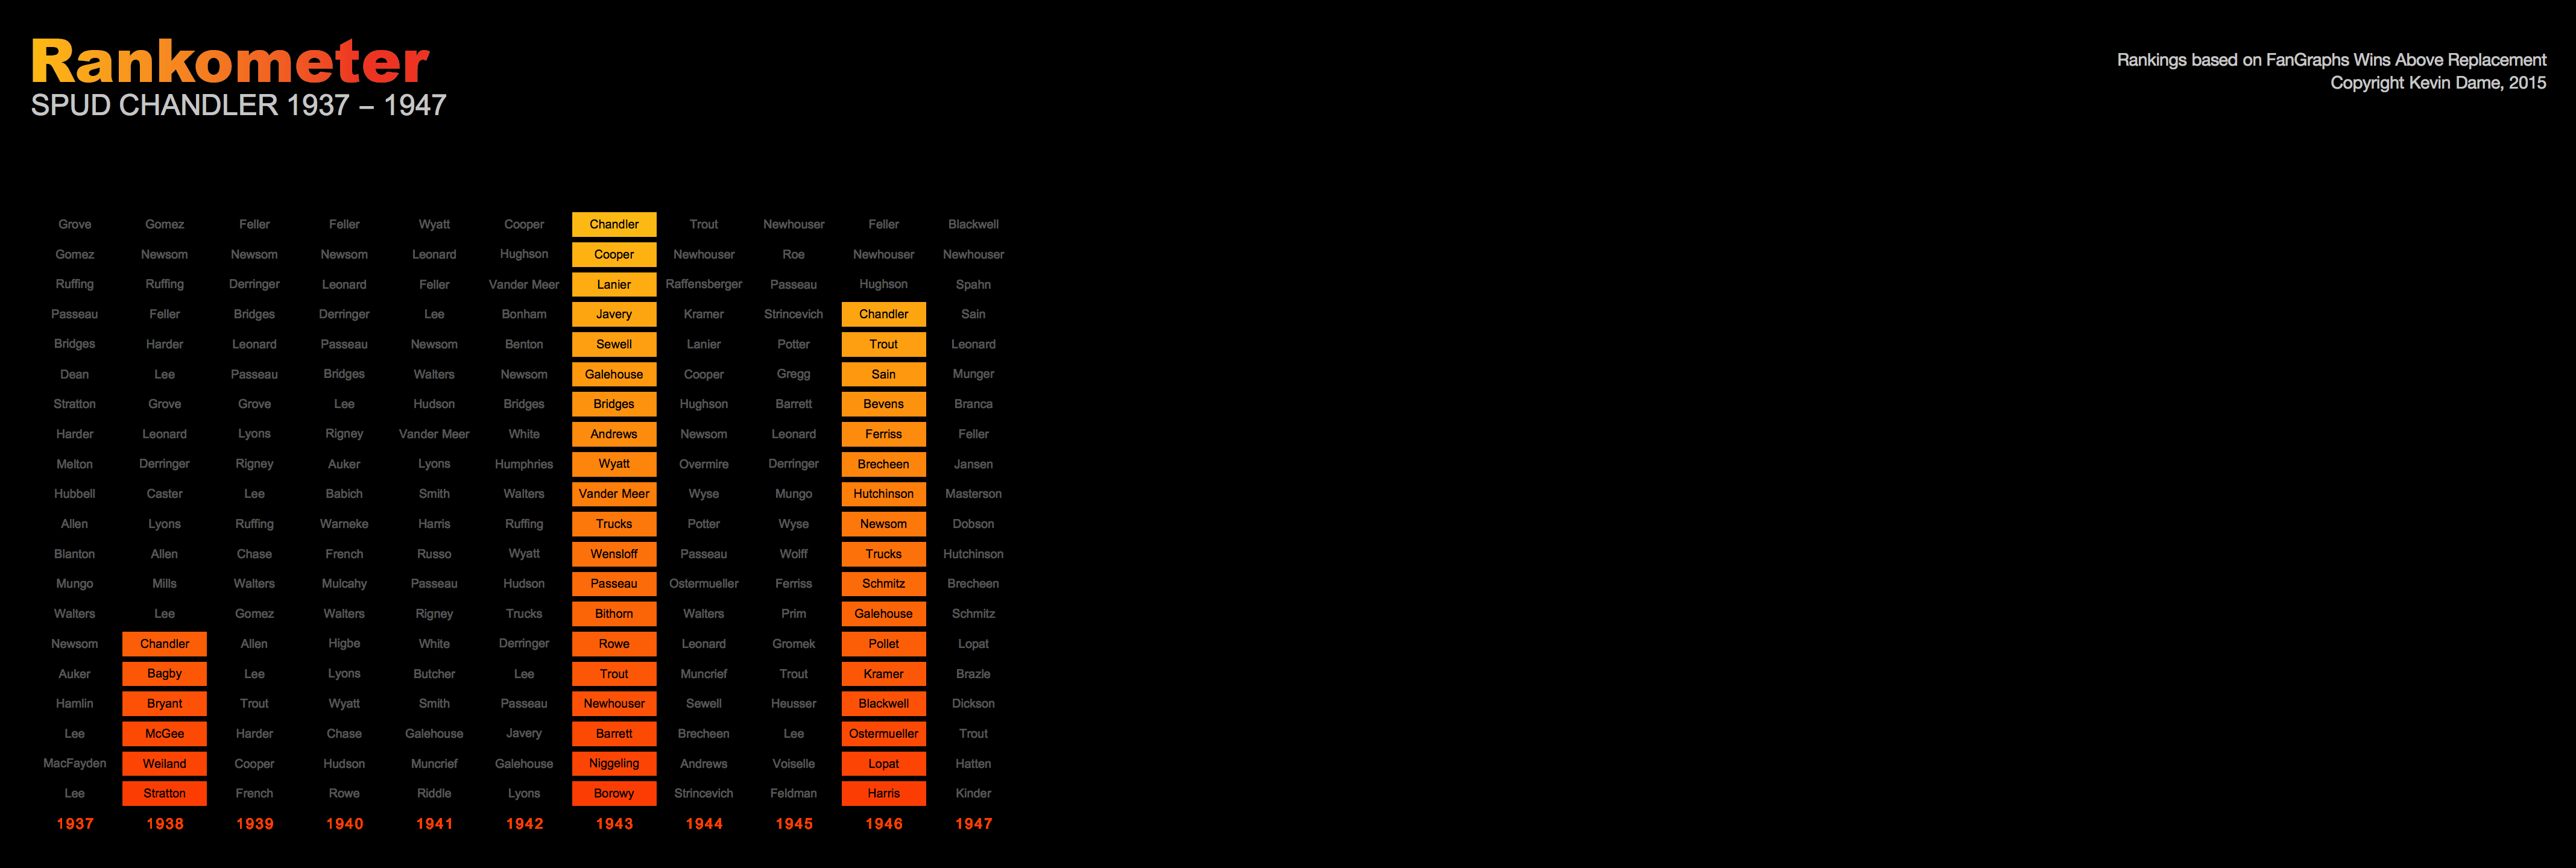 Rankometer
SPUD CHANDLER 1937 – 1947
Rankings based on FanGraphs Wins Above Replacement
Copyright Kevin Dame, 2015
Grove Gomez Feller Feller Wyatt Cooper Chandler Trout Newhouser Feller Blackwell
Gomez Newsom Newsom Newsom Leonard Hughson Cooper Newhouser Roe Newhouser Newhouser
Ruffing Ruffing Derringer Leonard Feller Vander Meer Lanier Raffensberger Passeau Hughson Spahn
Passeau Feller Bridges Derringer Lee Bonham Javery Kramer Strincevich Chandler Sain
Bridges Harder Leonard Passeau Newsom Benton Sewell Lanier Potter Trout Leonard
Dean Lee Passeau Bridges Walters Newsom Galehouse Cooper Gregg Sain Munger
Stratton Grove Grove Lee Hudson Bridges Bridges Hughson Barrett Bevens Branca
Harder Leonard Lyons Rigney Vander Meer White Andrews Newsom Leonard Ferriss Feller
Melton Derringer Rigney Auker Lyons Humphries Wyatt Overmire Derringer Brecheen Jansen
Hubbell Caster Lee Babich Smith Walters Vander Meer Wyse Mungo Hutchinson Masterson
Allen Lyons Ruffing Warneke Harris Ruffing Trucks Potter Wyse Newsom Dobson
Blanton Allen Chase French Russo Wyatt Wensloff Passeau Wolff Trucks Hutchinson
Mungo Mills Walters Mulcahy Passeau Hudson Passeau Ostermueller Ferriss Schmitz Brecheen
Walters Lee Gomez Walters Rigney Trucks Bithorn Walters Prim Galehouse Schmitz
Newsom Chandler Allen Higbe White Derringer Rowe Leonard Gromek Pollet Lopat
Auker Bagby Lee Lyons Butcher Lee Trout Muncrief Trout Kramer Brazle
Hamlin Bryant Trout Wyatt Smith Passeau Newhouser Sewell Heusser Blackwell Dickson
Lee McGee Harder Chase Galehouse Javery Barrett Brecheen Lee Ostermueller Trout
MacFayden Weiland Cooper Hudson Muncrief Galehouse Niggeling Andrews Voiselle Lopat Hatten
Lee Stratton French Rowe Riddle Lyons Borowy Strincevich Feldman Harris Kinder
1937 1938 1939 1940 1941 1942 1943 1944 1945 1946 1947